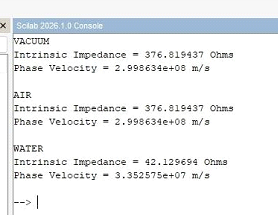 Scilab 2026.1.0 Console
VACUUM
Intrinsic Impedance = 376.819437 Ohms
Phase Velocity = 2.998634e+08 m/s
AIR
Intrinsic Impedance = 376.819437 Ohms
Phase Velocity = 2.998634e+08 m/s
WATER
Intrinsic Impedance = 42.129694 Ohms
Phase Velocity = 3.352575e+07 m/s
-->